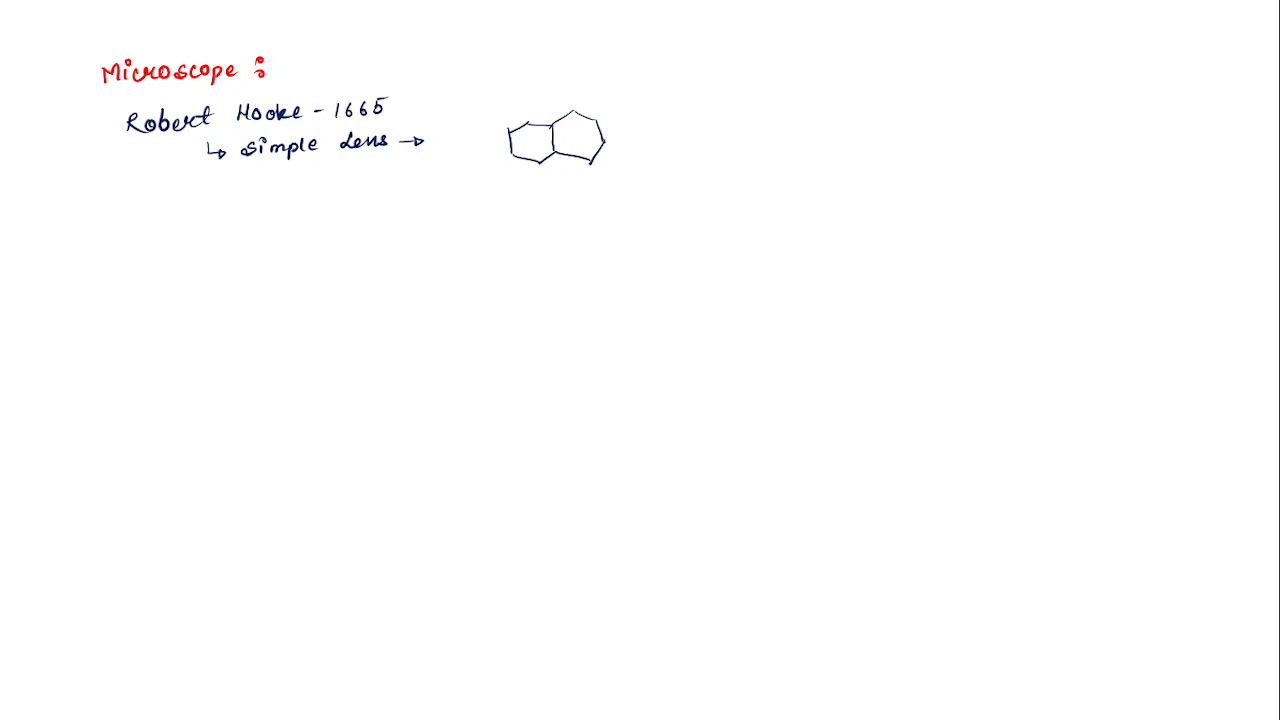 Microscope :
Robert Hooke - 1665
↳ Simple Lens →